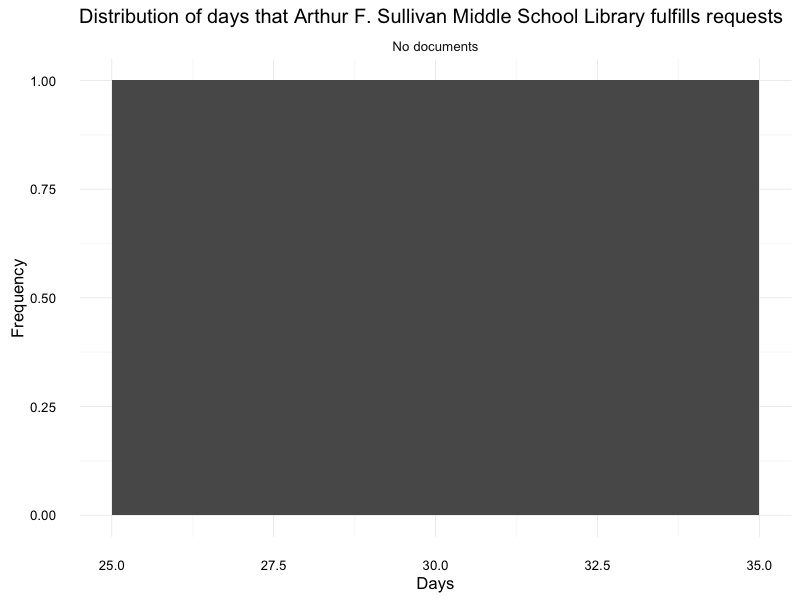 Distribution of days that Arthur F. Sullivan Middle School Library fulfills requests
No documents
1.00
0.75
0.50
0.25
0.00
Frequency
25.0 27.5 30.0 32.5 35.0
Days